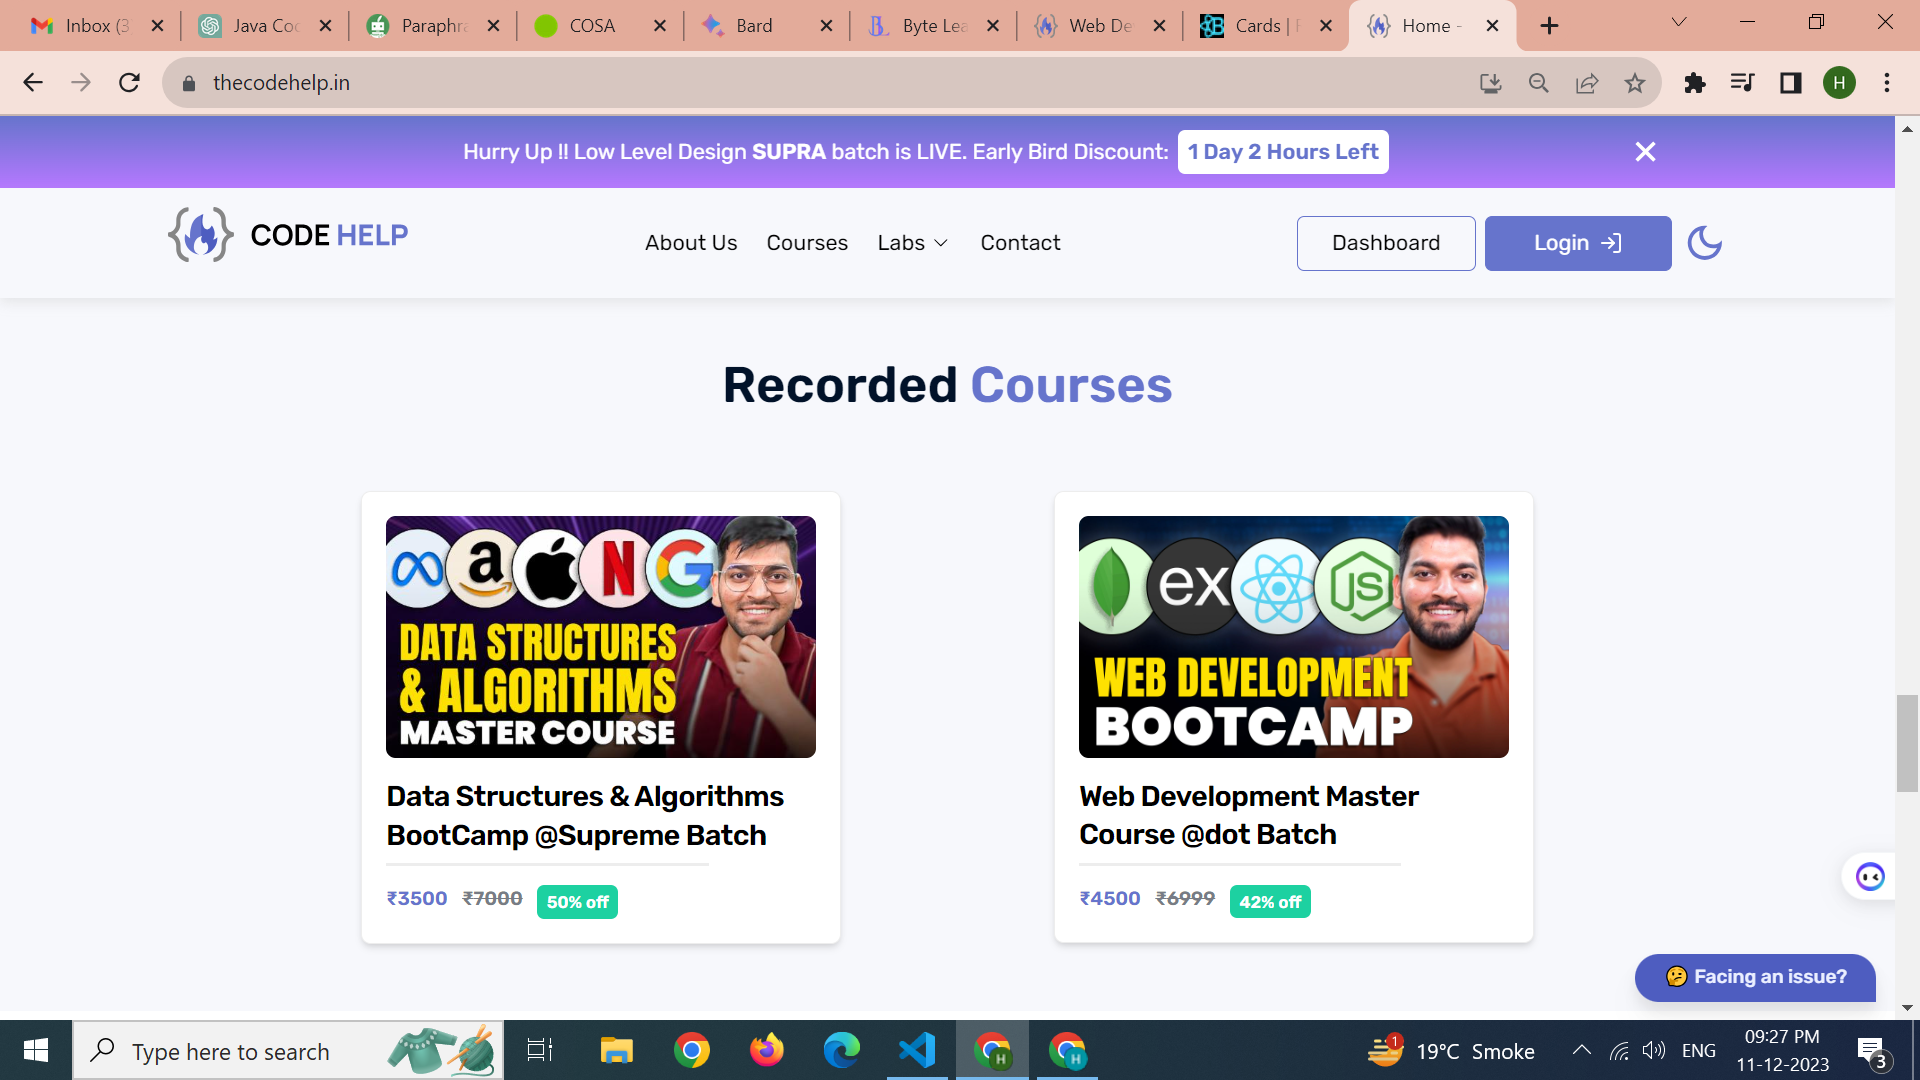 Inbox (3
Java Coc
Paraphra
COSA
Bard
Byte Lea
Web De
Cards | F
Home -
thecodehelp.in
H
Hurry Up !! Low Level Design SUPRA batch is LIVE. Early Bird Discount: 1 Day 2 Hours Left
CODE HELP
About Us
Courses
Labs
Contact
Dashboard
Login
Recorded Courses
DATA STRUCTURES
& ALGORITHMS
MASTER COURSE
Data Structures & Algorithms
BootCamp @Supreme Batch
₹3500 ₹7000 50% off
ex
JS
WEB DEVELOPMENT
BOOTCAMP
Web Development Master
Course @dot Batch
₹4500 ₹6999 42% off
Facing an issue?
Type here to search
H
H
1
19°C Smoke
ENG
09:27 PM
11-12-2023
3